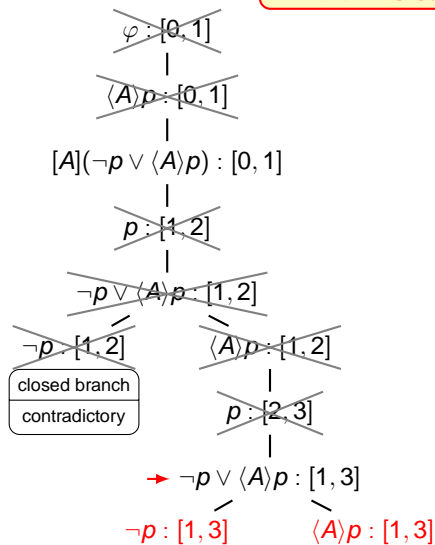 φ : [0, 1]
⟨A⟩p : [0, 1]
[A](¬p ∨ ⟨A⟩p) : [0, 1]
p : [1, 2]
¬p ∨ ⟨A⟩p : [1, 2]
¬p : [1, 2] ⟨A⟩p : [1, 2]
closed branch
contradictory
p : [2, 3]
¬p ∨ ⟨A⟩p : [1, 3]
¬p : [1, 3] ⟨A⟩p : [1, 3]